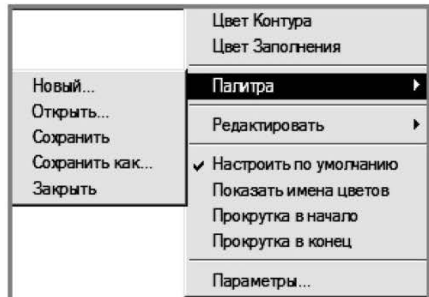 Цвет Контура
Цвет Заполнения
Палитра
Редактировать
Настроить по умолчанию
Показать имена цветов
Прокрутка в начало
Прокрутка в конец
Параметры...
Новый...
Открыть...
Сохранить
Сохранить как...
Закрыть